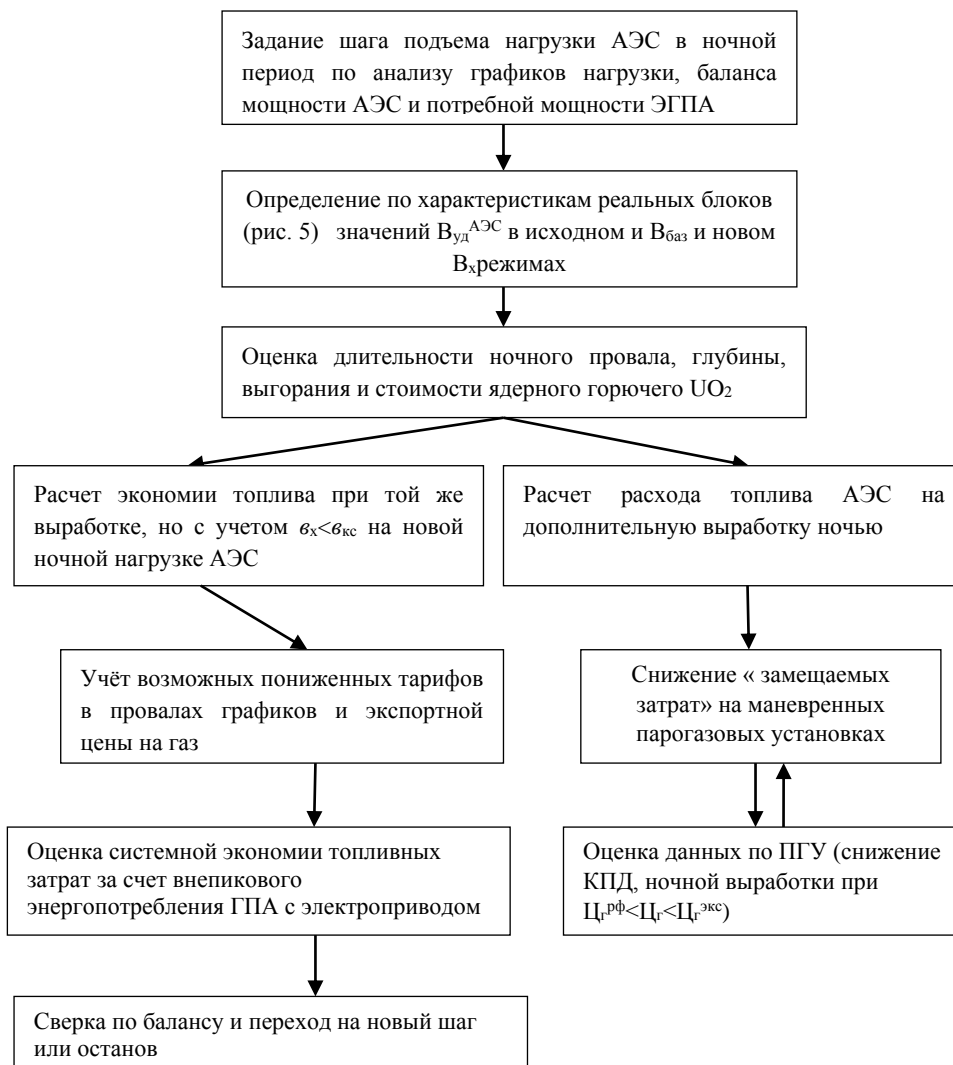 Задание шага подъема нагрузки АЭС в ночной
период по анализу графиков нагрузки, баланса
мощности АЭС и потребной мощности ЭГПА
Определение по характеристикам реальных блоков
(рис. 5) значений Вуд^АЭС в исходном и Вбаз и новом
Вхрежимах
Оценка длительности ночного провала, глубины,
выгорания и стоимости ядерного горючего UO₂
Расчет экономии топлива при той же
выработке, но с учетом вх<вкс на новой
ночной нагрузке АЭС
Расчет расхода топлива АЭС на
дополнительную выработку ночью
Учёт возможных пониженных тарифов
в провалах графиков и экспортной
цены на газ
Снижение « замещаемых
затрат» на маневренных
парогазовых установках
Оценка системной экономии топливных
затрат за счет внепикового
энергопотребления ГПА с электроприводом
Оценка данных по ПГУ (снижение
КПД, ночной выработки при
Цг^рф<Цг<Цг^экс)
Сверка по балансу и переход на новый шаг
или останов